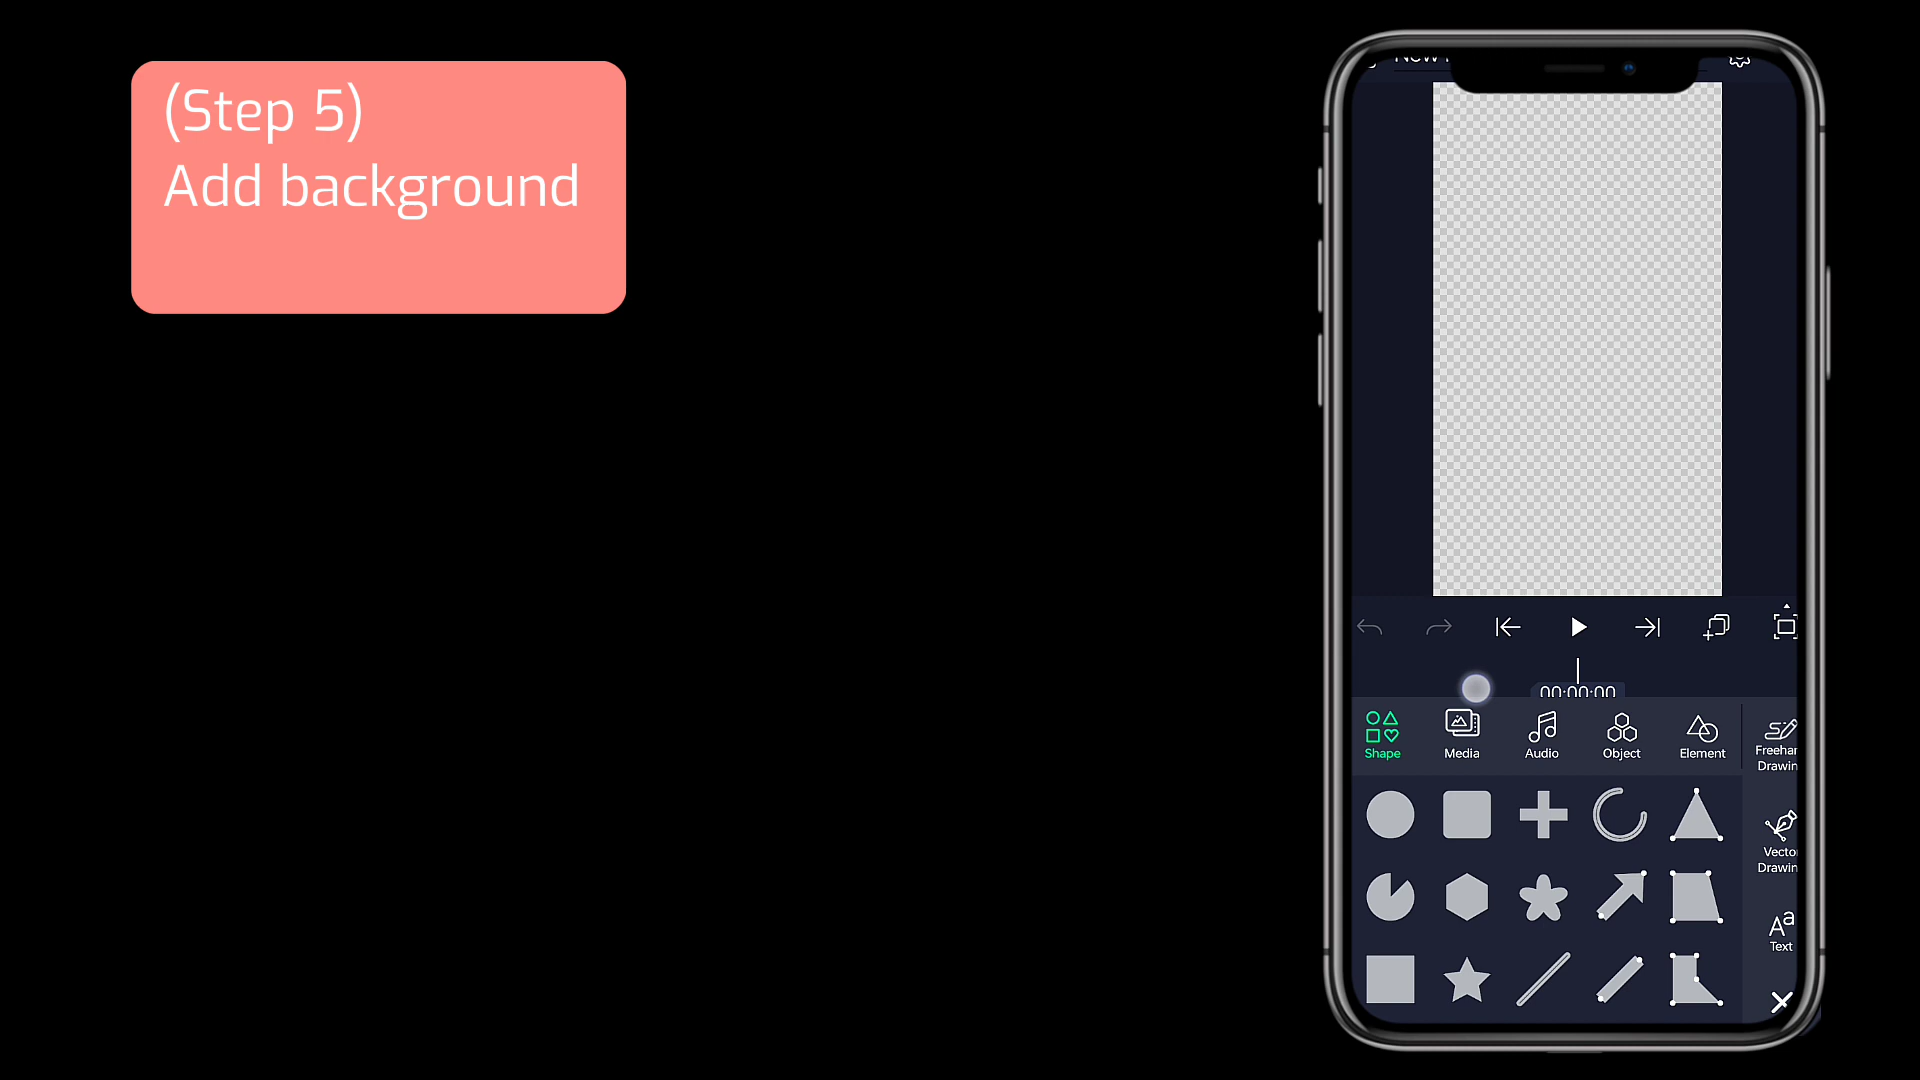 (Step 5)
Add background
00:00:00
Shape
Media
Audio
Object
Element
Text